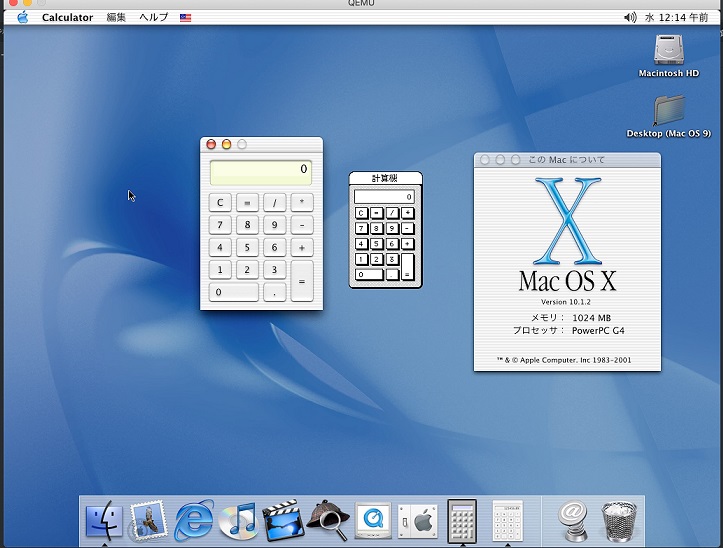 QEMU
Calculator 編集 ヘルプ 水 12:14 午前
Macintosh HD
Desktop (Mac OS 9)
0
C = / *
7 8 9 -
4 5 6 +
1 2 3
=
0 .
計算機
0
C = / *
7 8 9 -
4 5 6 +
1 2 3
0 . =
この Mac について
X
Mac OS X
Version 10.1.2
メモリ： 1024 MB
プロセッサ： PowerPC G4
™ & © Apple Computer, Inc 1983-2001